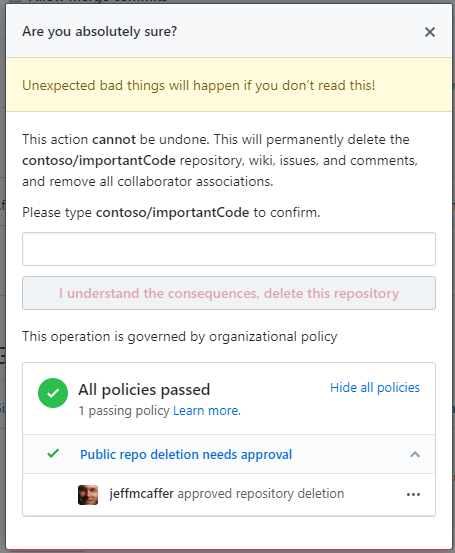 Are you absolutely sure?
Unexpected bad things will happen if you don’t read this!
This action cannot be undone. This will permanently delete the
contoso/importantCode repository, wiki, issues, and comments,
and remove all collaborator associations.
Please type contoso/importantCode to confirm.
I understand the consequences, delete this repository
This operation is governed by organizational policy
All policies passed
Hide all policies
1 passing policy Learn more.
Public repo deletion needs approval
jeffmcaffer approved repository deletion